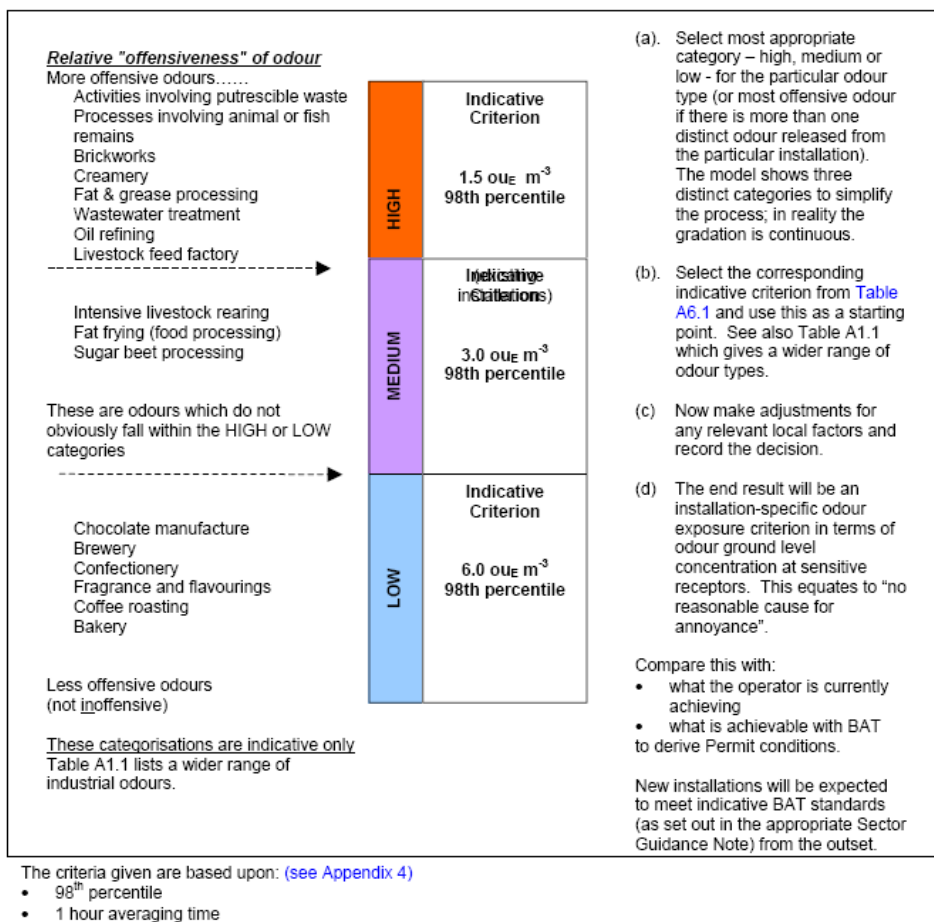 Relative "offensiveness" of odour
More offensive odours......
Activities involving putrescible waste
Processes involving animal or fish
remains
Brickworks
Creamery
Fat & grease processing
Wastewater treatment
Oil refining
Livestock feed factory
Intensive livestock rearing
Fat frying (food processing)
Sugar beet processing
These are odours which do not
obviously fall within the HIGH or LOW
categories
Chocolate manufacture
Brewery
Confectionery
Fragrance and flavourings
Coffee roasting
Bakery
Less offensive odours
(not inoffensive)
These categorisations are indicative only
Table A1.1 lists a wider range of
industrial odours.
HIGH
Indicative
Criterion
1.5 ouE m-3
98th percentile
MEDIUM
Indicative
Criterion
(existing
installations)
3.0 ouE m-3
98th percentile
LOW
Indicative
Criterion
6.0 ouE m-3
98th percentile
(a). Select most appropriate
category – high, medium or
low - for the particular odour
type (or most offensive odour
if there is more than one
distinct odour released from
the particular installation).
The model shows three
distinct categories to simplify
the process; in reality the
gradation is continuous.
(b). Select the corresponding
indicative criterion from Table
A6.1 and use this as a starting
point. See also Table A1.1
which gives a wider range of
odour types.
(c) Now make adjustments for
any relevant local factors and
record the decision.
(d) The end result will be an
installation-specific odour
exposure criterion in terms of
odour ground level
concentration at sensitive
receptors. This equates to “no
reasonable cause for
annoyance”.
Compare this with:
• what the operator is currently
achieving
• what is achievable with BAT
to derive Permit conditions.
New installations will be expected
to meet indicative BAT standards
(as set out in the appropriate Sector
Guidance Note) from the outset.
The criteria given are based upon: (see Appendix 4)
• 98th percentile
• 1 hour averaging time